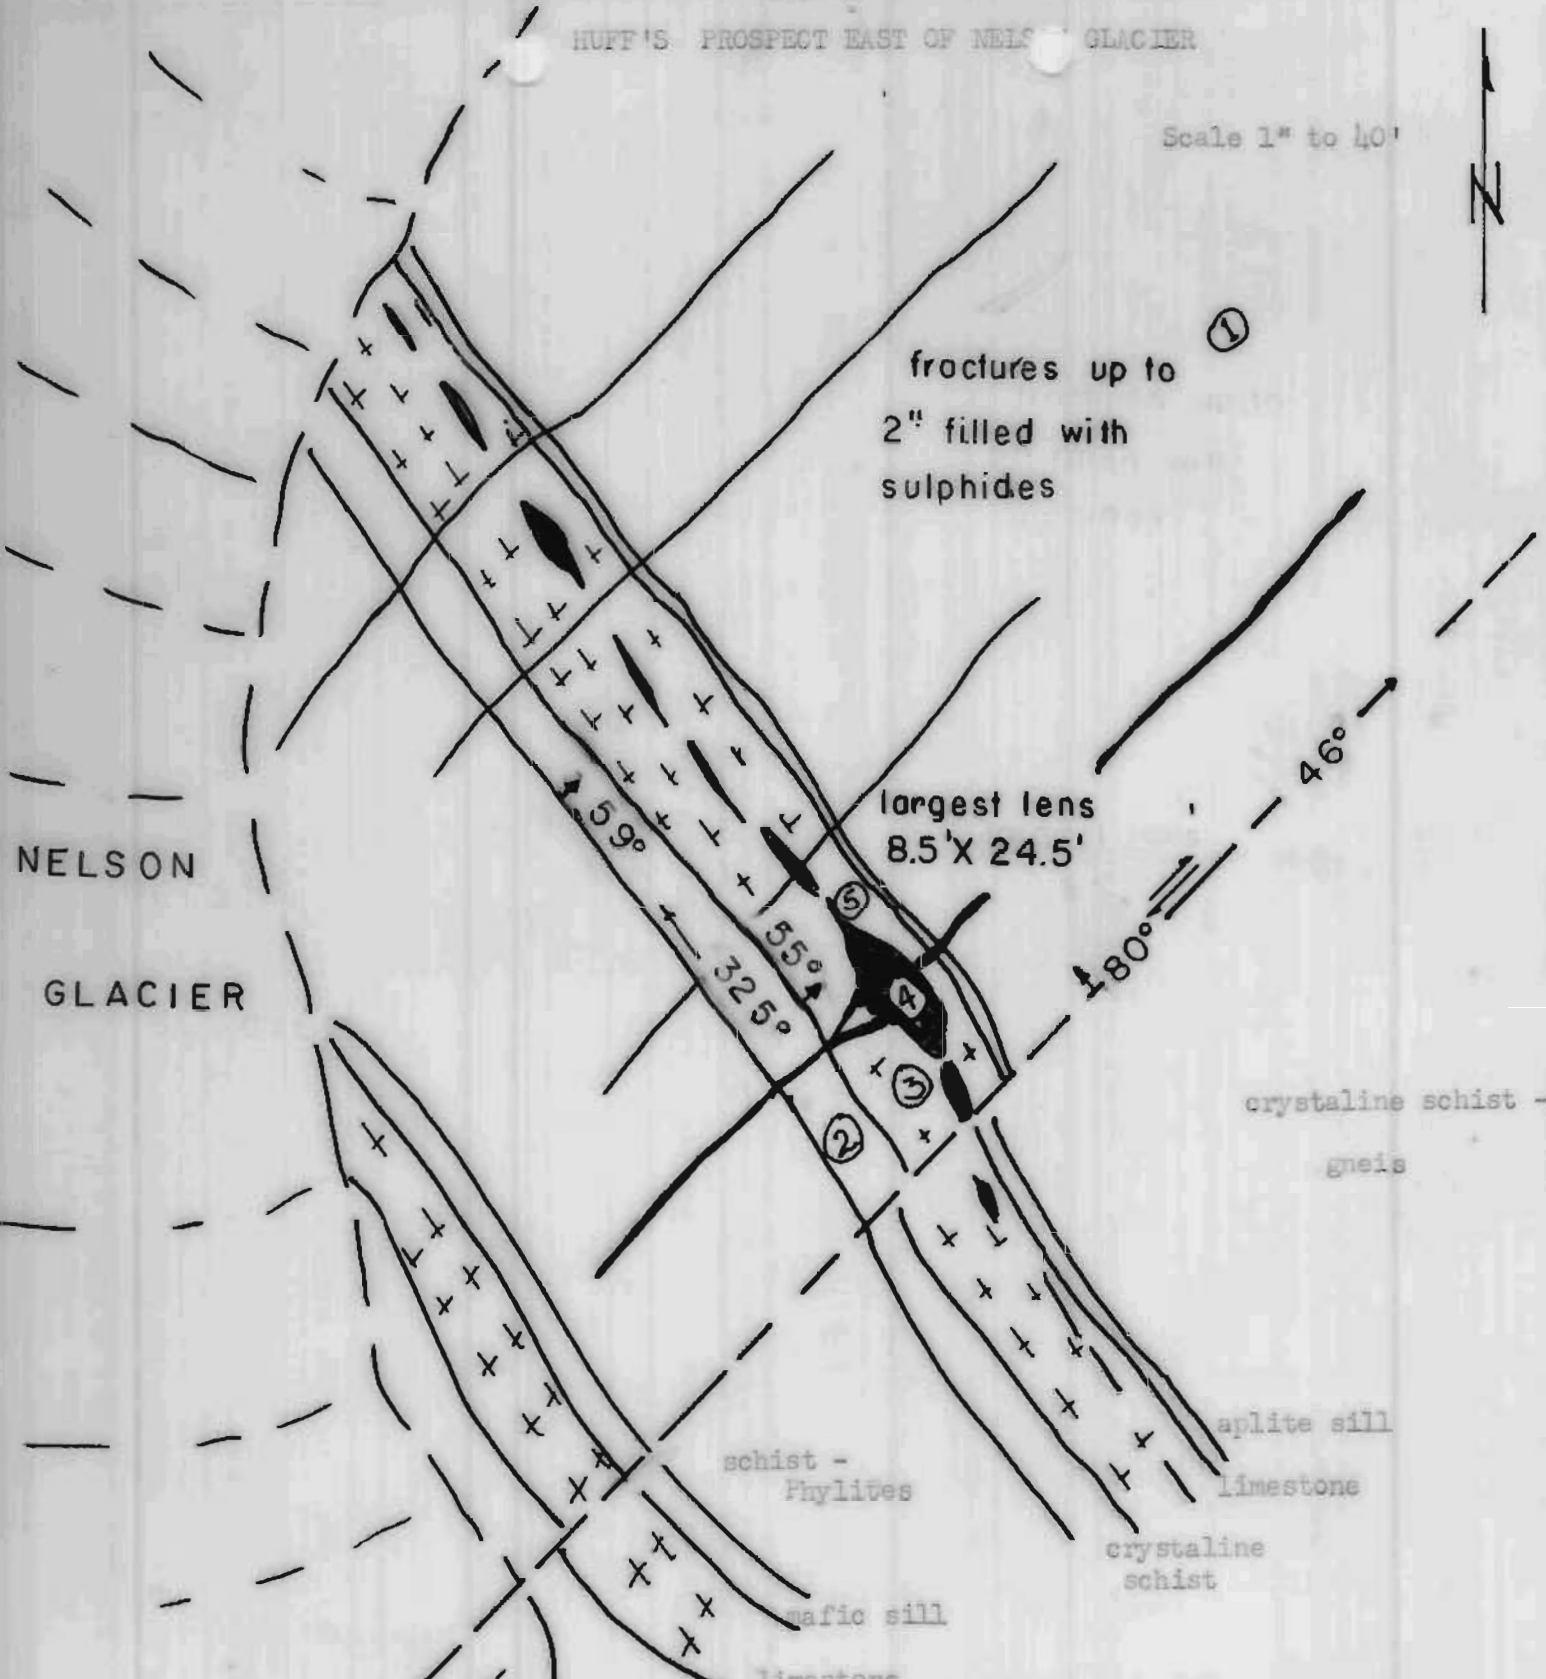 HUFF'S PROSPECT EAST OF NELS GLACIER
Scale 1" to 40'
N
1
fractures up to
2" filled with
sulphides
46°
largest lens
8.5' X 24.5'
59°
NELSON
5
80°
55°
325°
4
GLACIER
3
crystaline schist -
gneis
2
aplite sill
schist -
Phylites
limestone
crystaline
schist
mafic sill
limestone